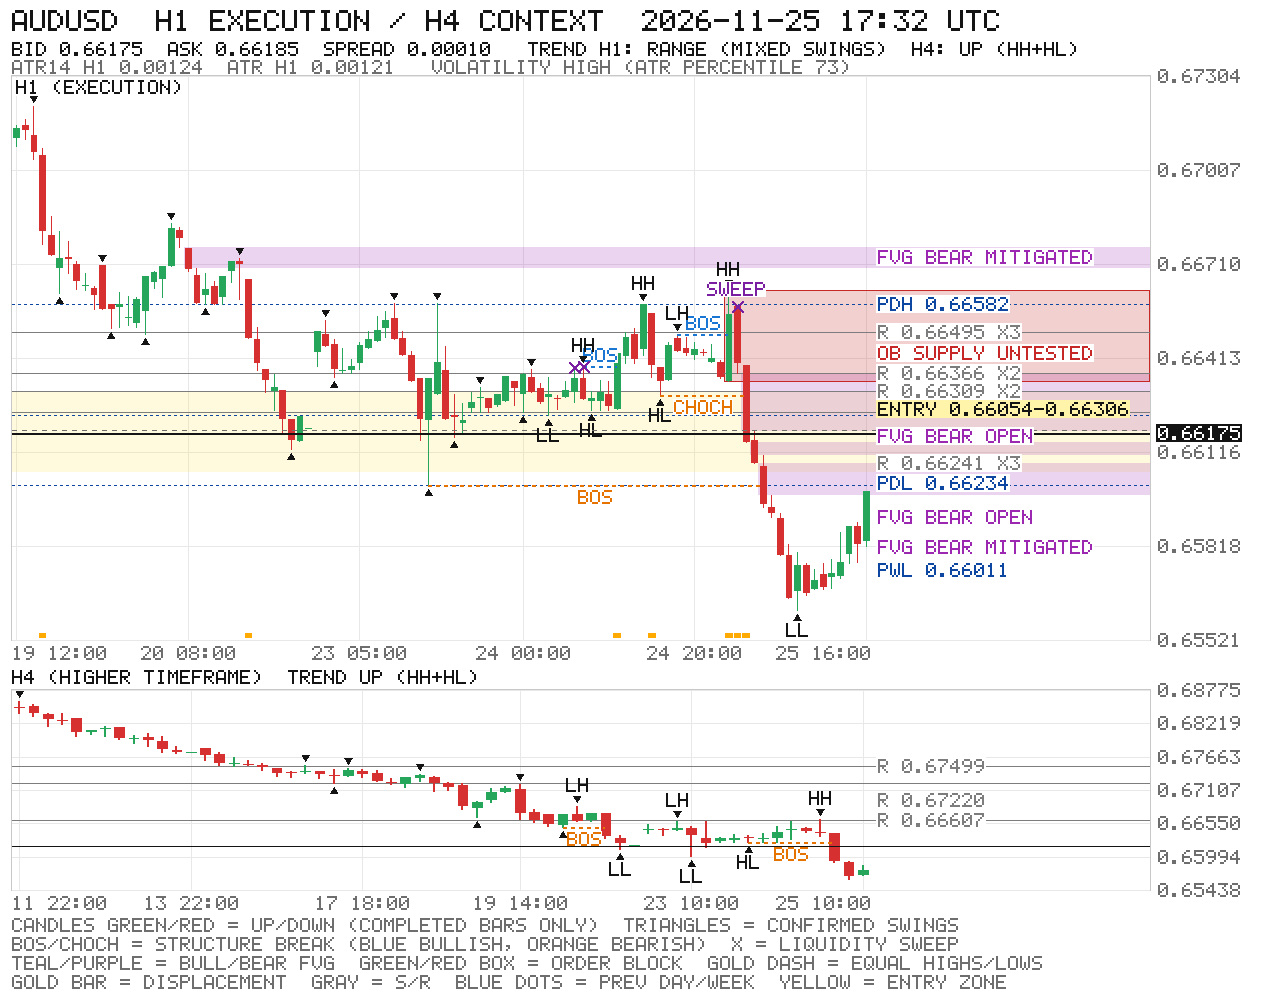 AUDUSD  H1 EXECUTION / H4 CONTEXT  2026-11-25 17:32 UTC
BID 0.66175  ASK 0.66185  SPREAD 0.00010   TREND H1: RANGE (MIXED SWINGS)  H4: UP (HH+HL)
ATR14 H1 0.00124  ATR H1 0.00121   VOLATILITY HIGH (ATR PERCENTILE 73)
0.67304
H1 (EXECUTION)
0.67007
FVG BEAR MITIGATED
0.66710
HH
HH
SWEEP
PDH 0.66582
LH
BOS
R 0.66495 X3
HH
BOS
OB SUPPLY UNTESTED
0.66413
R 0.66366 X2
R 0.66309 X2
CHOCH
ENTRY 0.66054-0.66306
HL
LL
HL
FVG BEAR OPEN
0.66175
0.66116
R 0.66241 X3
PDL 0.66234
BOS
FVG BEAR OPEN
FVG BEAR MITIGATED
0.65818
PWL 0.66011
LL
0.65521
19 12:00
20 08:00
23 05:00
24 00:00
24 20:00
25 16:00
H4 (HIGHER TIMEFRAME)  TREND UP (HH+HL)
0.68775
0.68219
0.67663
R 0.67499
0.67107
LH
LH
HH
R 0.67220
R 0.66607
0.66550
BOS
BOS
0.65994
LL
LL
HL
0.65438
11 22:00
13 22:00
17 18:00
19 14:00
23 10:00
25 10:00
CANDLES GREEN/RED = UP/DOWN (COMPLETED BARS ONLY)  TRIANGLES = CONFIRMED SWINGS
BOS/CHOCH = STRUCTURE BREAK (BLUE BULLISH, ORANGE BEARISH)  X = LIQUIDITY SWEEP
TEAL/PURPLE = BULL/BEAR FVG  GREEN/RED BOX = ORDER BLOCK  GOLD DASH = EQUAL HIGHS/LOWS
GOLD BAR = DISPLACEMENT  GRAY = S/R  BLUE DOTS = PREV DAY/WEEK  YELLOW = ENTRY ZONE